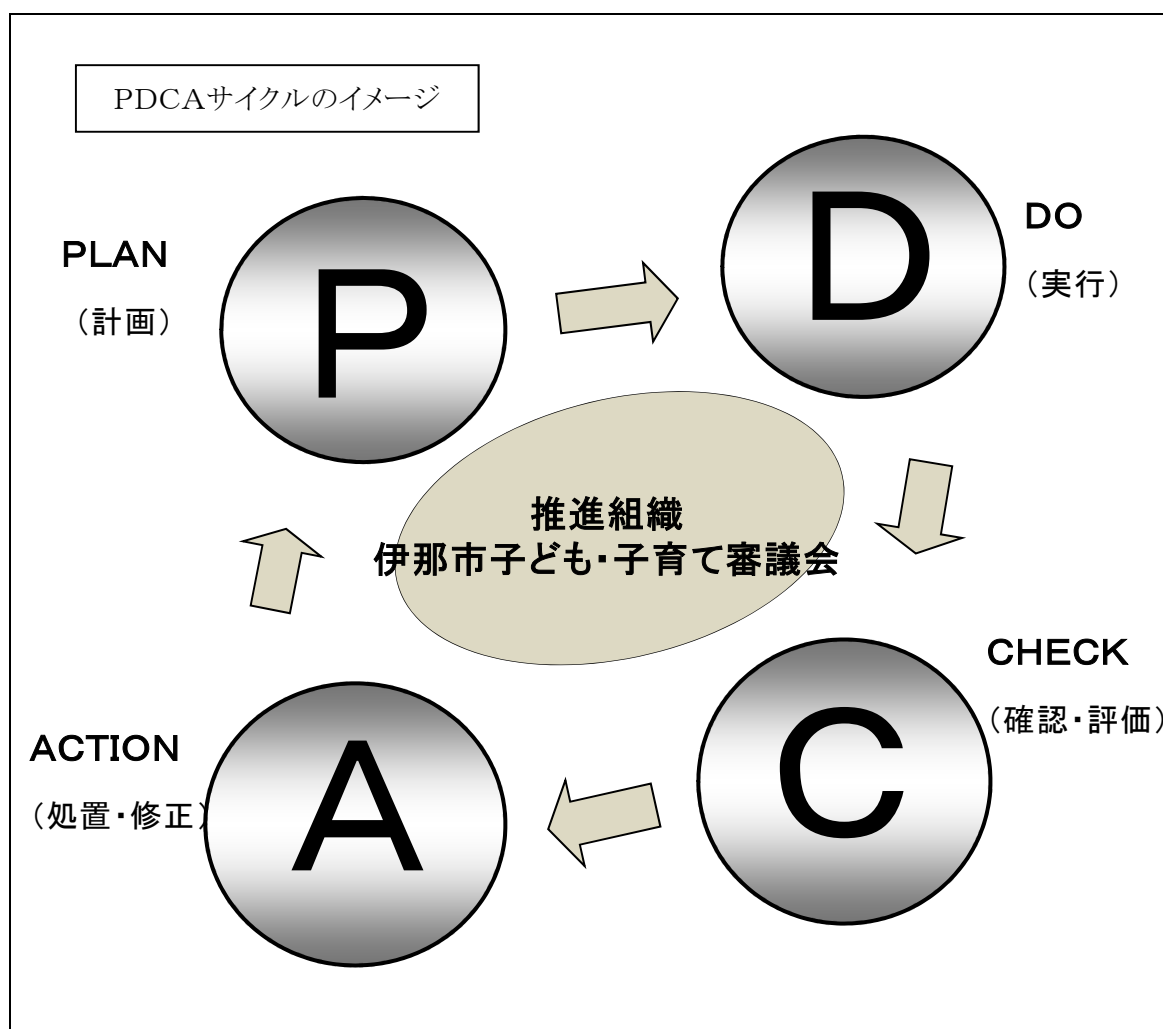 PDCAサイクルのイメージ
PLAN
（計画）
P
D
DO
（実行）
推進組織
伊那市子ども・子育て審議会
CHECK
（確認・評価）
C
ACTION
（処置・修正）
A